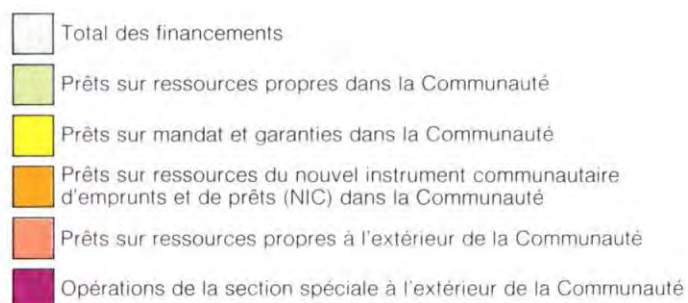 Total des financements
Prêts sur ressources propres dans la Communauté
Prêts sur mandat et garanties dans la Communauté
Prêts sur ressources du nouvel instrument communautaire
d'emprunts et de prêts (NIC) dans la Communauté
Prêts sur ressources propres à l'extérieur de la Communauté
Opérations de la section spéciale à l'extérieur de la Communauté